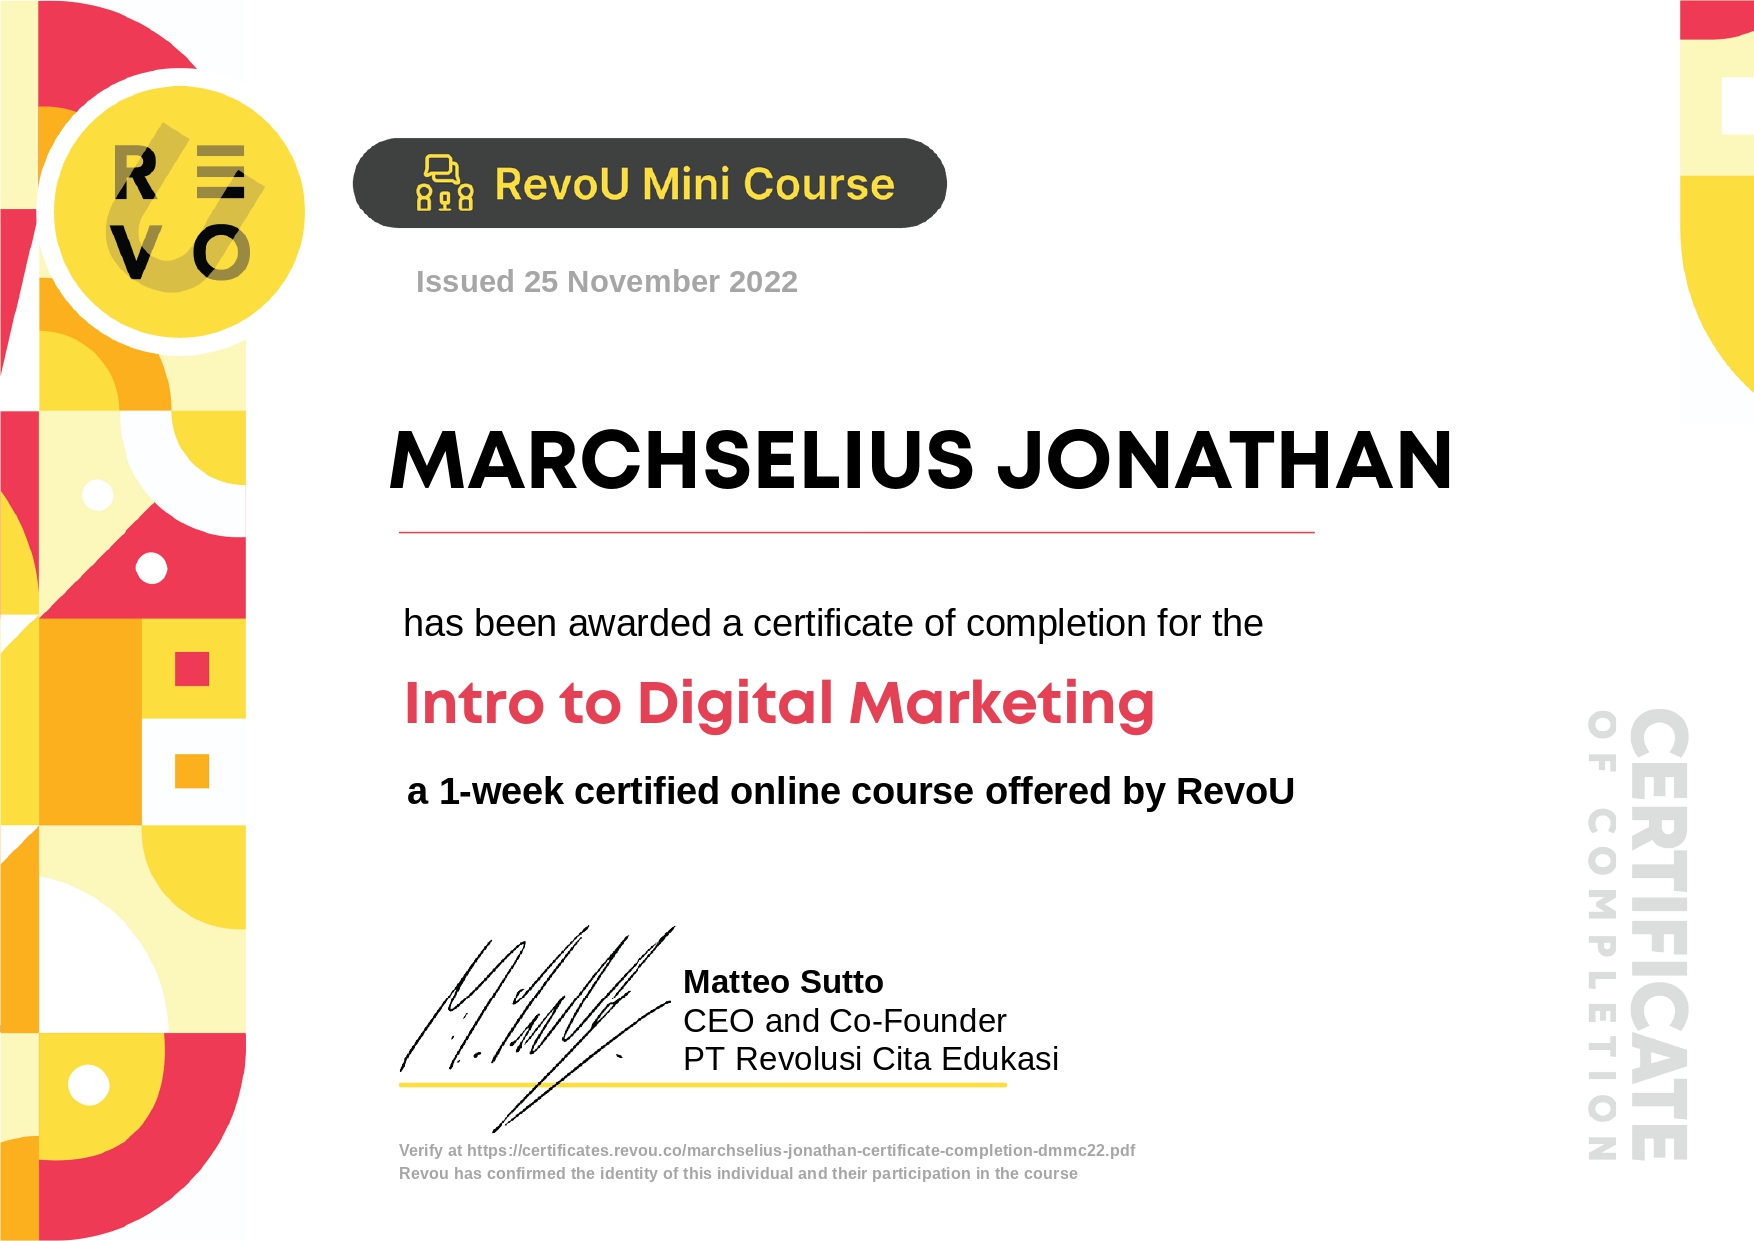 RE
VO
RevoU Mini Course
Issued 25 November 2022
MARCHSELIUS JONATHAN
has been awarded a certificate of completion for the
Intro to Digital Marketing
a 1-week certified online course offered by RevoU
Matteo Sutto
CEO and Co-Founder
PT Revolusi Cita Edukasi
Verify at https://certificates.revou.co/marchselius-jonathan-certificate-completion-dmmc22.pdf
Revou has confirmed the identity of this individual and their participation in the course
CERTIFICATE
OF COMPLETION